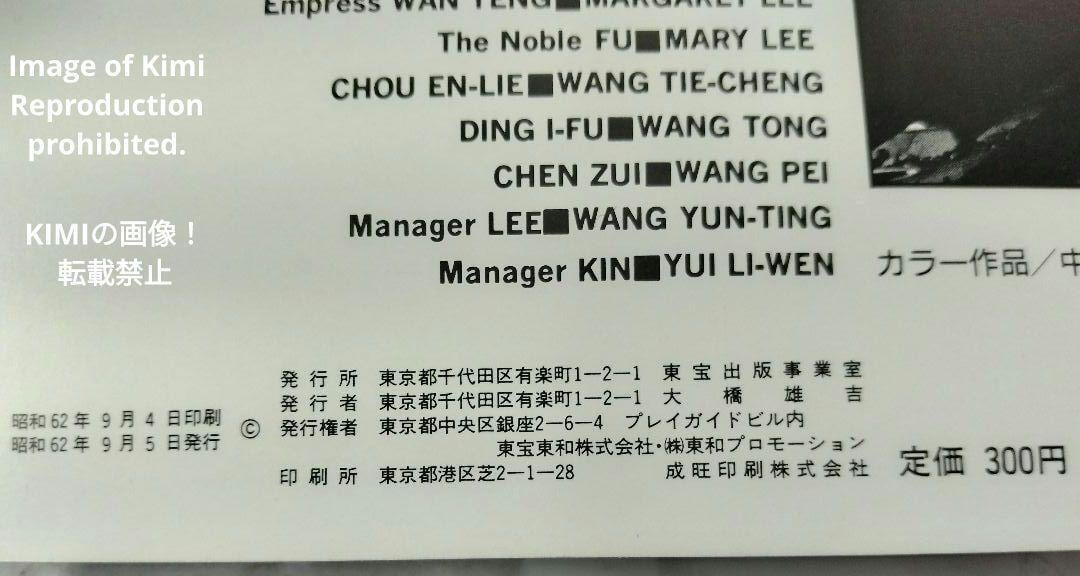 Empress WAN YENG■MARGARET LEE
The Noble FU■MARY LEE
CHOU EN-LIE■WANG TIE-CHENG
DING I-FU■WANG TONG
CHEN ZUI■WANG PEI
Manager LEE■WANG YUN-TING
Manager KIN■YUI LI-WEN
カラー作品／中
Image of Kimi
Reproduction
prohibited.
KIMIの画像！
転載禁止
昭和62年 9月 4日印刷
昭和62年 9月 5日発行
©
発行所 東京都千代田区有楽町1—2—1 東宝出版事業室
発行者 東京都千代田区有楽町1—2—1 大橋雄吉
発行権者 東京都中央区銀座2—6—4 プレイガイドビル内
東宝東和株式会社・㈱東和プロモーション
印刷所 東京都港区芝2—1—28 成旺印刷株式会社
定価 300円